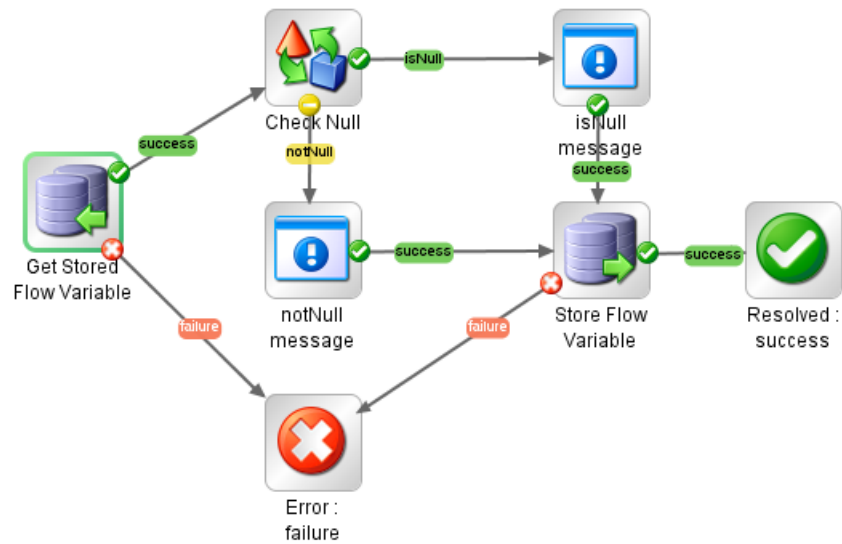 isNull
Check Null
isNull
message
success
notNull
success
Get Stored
Flow Variable
success
success
notNull
message
Store Flow
Variable
Resolved :
success
failure
failure
Error :
failure